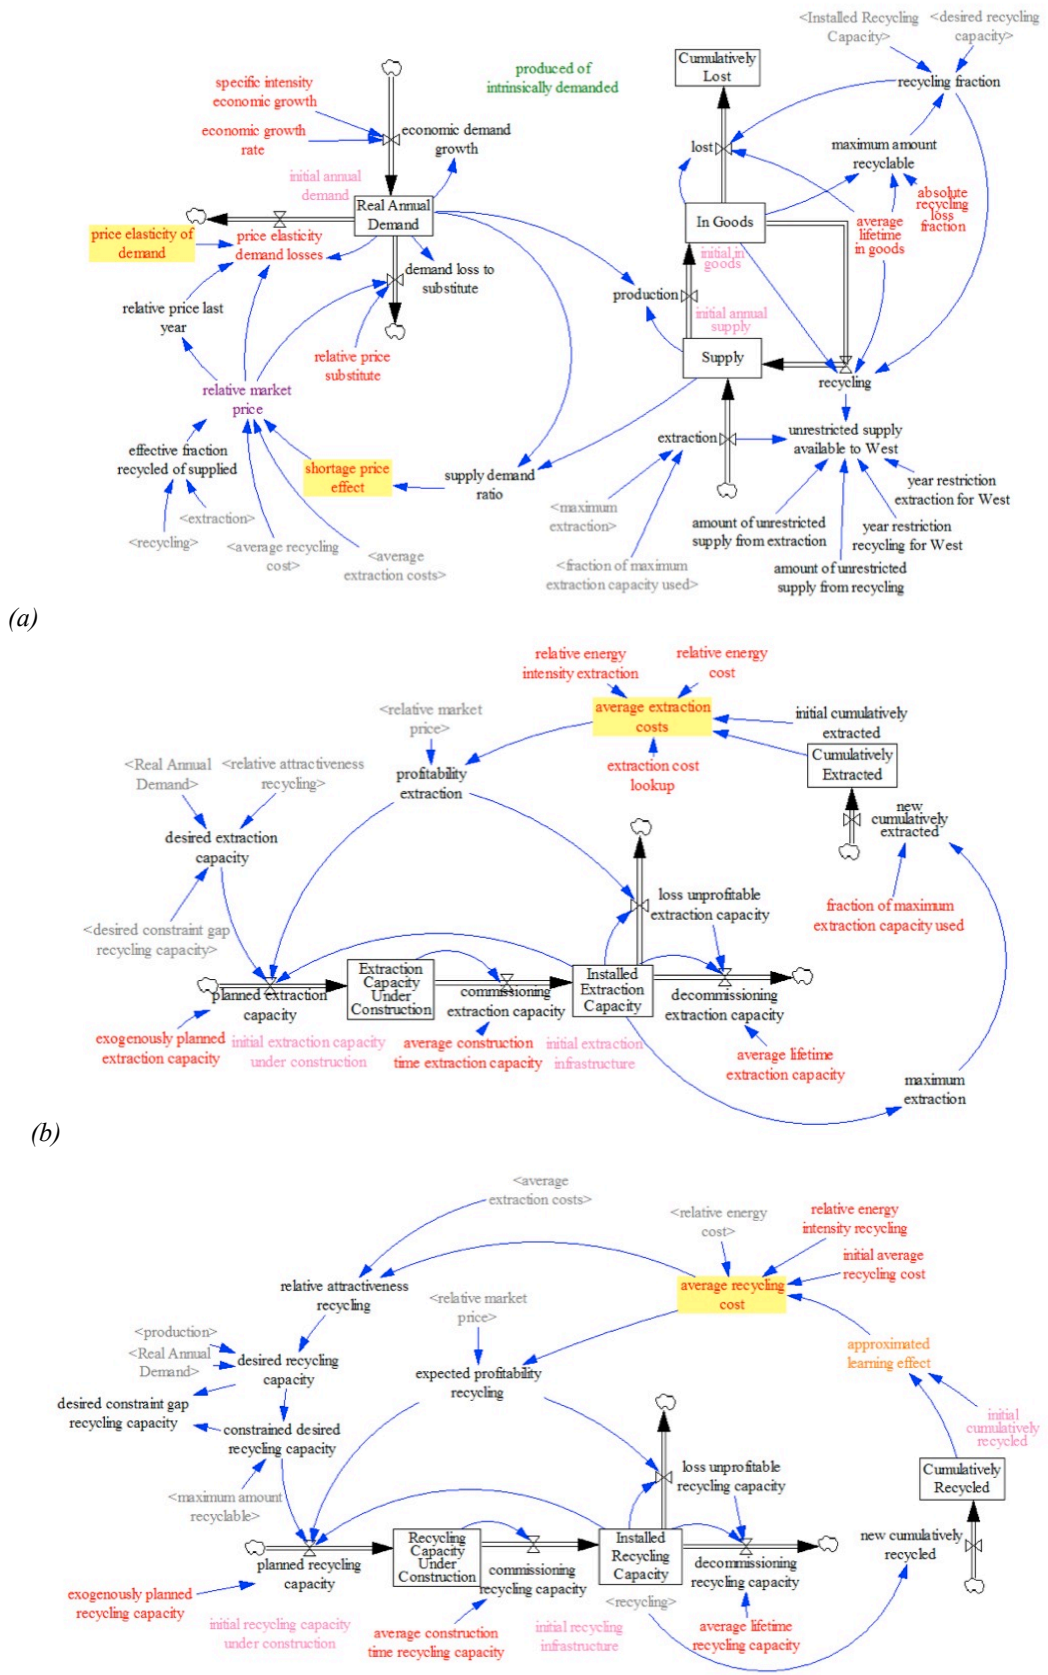 <Installed Recycling
Capacity>
<desired recycling
capacity>
Cumulatively
Lost
produced of
intrinsically demanded
specific intensity
economic growth
recycling fraction
economic growth
rate
economic demand
growth
lost
maximum amount
recyclable
initial annual
demand
absolute
recycling
loss
fraction
Real Annual
Demand
In Goods
average
lifetime
in goods
price elasticity of
demand
price elasticity
demand losses
initial in
goods
demand loss to
substitute
production
relative price last
year
initial annual
supply
relative price
substitute
Supply
relative market
price
recycling
effective fraction
recycled of supplied
extraction
unrestricted supply
available to West
shortage price
effect
supply demand
ratio
year restriction
extraction for West
<extraction>
<maximum
extraction>
amount of unrestricted
supply from extraction
year restriction
recycling for West
<recycling>
<average recycling
cost>
<average
extraction costs>
<fraction of maximum
extraction capacity used>
amount of unrestricted
supply from recycling
(a)
relative energy
intensity extraction
relative energy
cost
<relative market
price>
average extraction
costs
initial cumulatively
extracted
Cumulatively
Extracted
<Real Annual
Demand>
<relative attractiveness
recycling>
profitability
extraction
extraction cost
lookup
new
cumulatively
extracted
desired extraction
capacity
loss unprofitable
extraction capacity
fraction of maximum
extraction capacity used
<desired constraint gap
recycling capacity>
Extraction
Capacity
Under
Construction
Installed
Extraction
Capacity
planned extraction
capacity
commissioning
extraction capacity
decommissioning
extraction capacity
exogenously planned
extraction capacity
initial extraction capacity
under construction
average construction
time extraction capacity
initial extraction
infrastructure
average lifetime
extraction capacity
maximum
extraction
(b)
<average
extraction costs>
<relative energy
cost>
relative energy
intensity recycling
initial average
recycling cost
relative attractiveness
recycling
<relative market
price>
average recycling
cost
<production>
<Real Annual
Demand>
desired recycling
capacity
expected profitability
recycling
approximated
learning effect
desired constraint gap
recycling capacity
constrained desired
recycling capacity
initial
cumulatively
recycled
loss unprofitable
recycling capacity
Cumulatively
Recycled
<maximum amount
recyclable>
Recycling
Capacity
Under
Construction
Installed
Recycling
Capacity
new cumulatively
recycled
planned recycling
capacity
commissioning
recycling capacity
decommissioning
recycling capacity
exogenously planned
recycling capacity
<recycling>
initial recycling capacity
under construction
average construction
time recycling capacity
initial recycling
infrastructure
average lifetime
recycling capacity